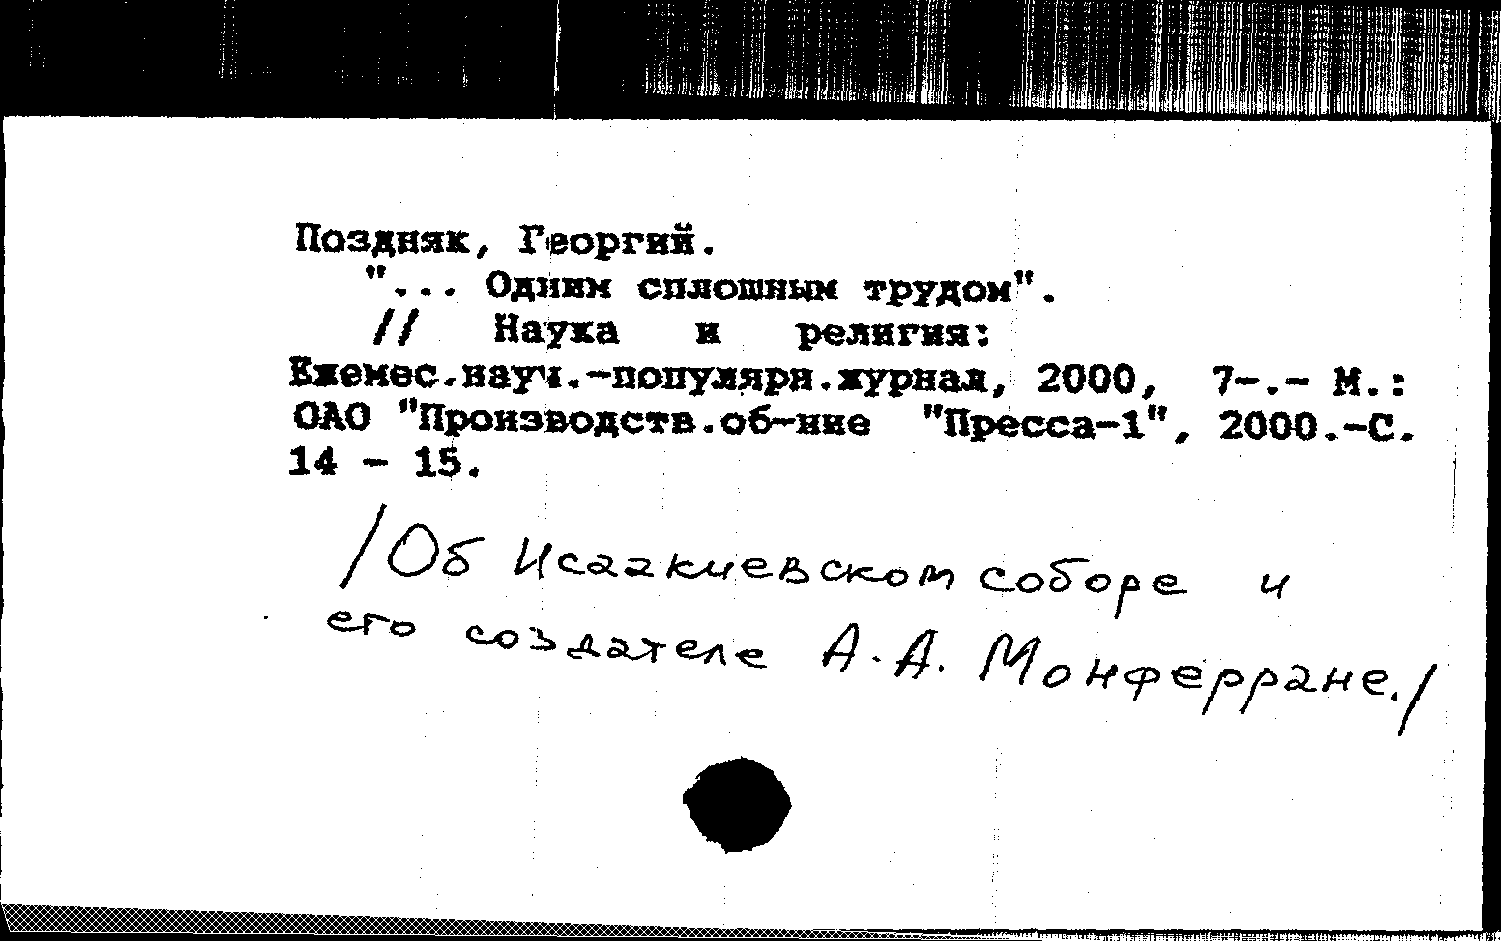 Поздняк, Георгий.
"... Одним сплошным трудом".
// Наука и религия:
Ежемес.науч.-популярн.журнал, 2000, 7-.- М.:
ОАО "Производств.об-ние "Пресса-1", 2000.-С.
14 - 15.
/Об Исаакиевском соборе и
его создателе А.А. Монферране./